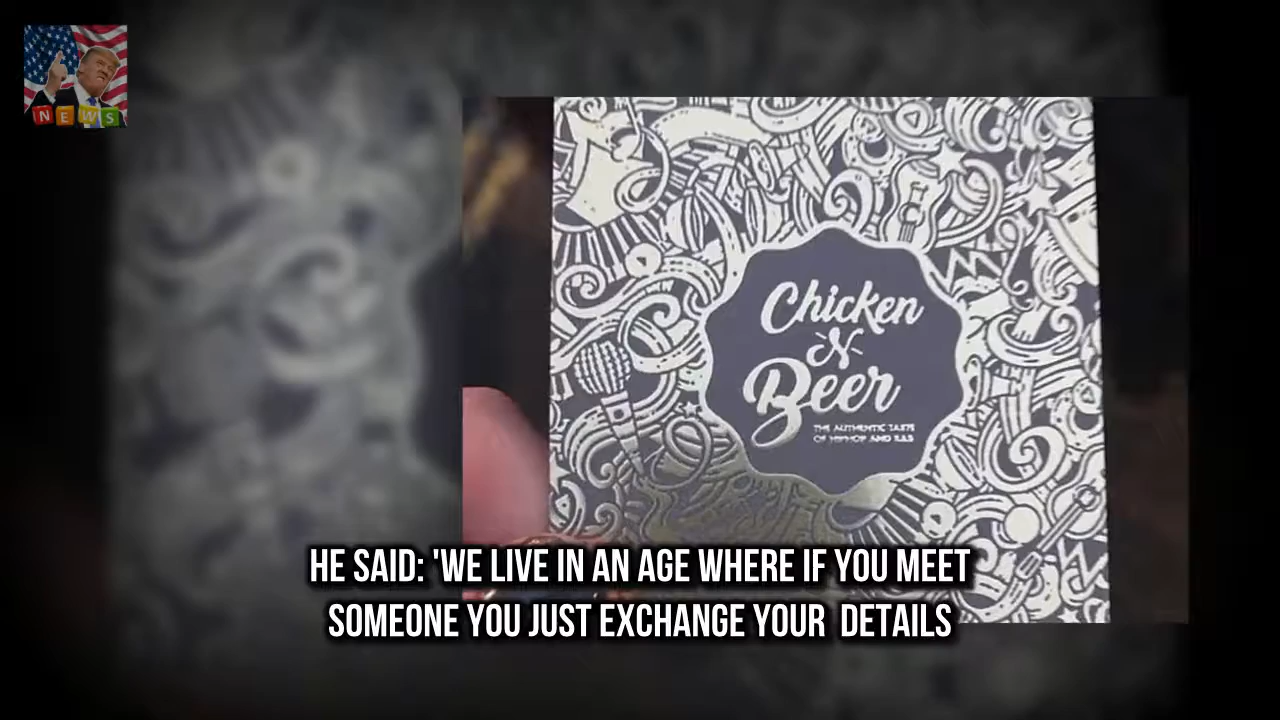 NEWS
Chicken
N
Beer
THE AUTHENTIC TASTE
OF HIPHOP AND R&B
HE SAID: 'WE LIVE IN AN AGE WHERE IF YOU MEET
SOMEONE YOU JUST EXCHANGE YOUR DETAILS